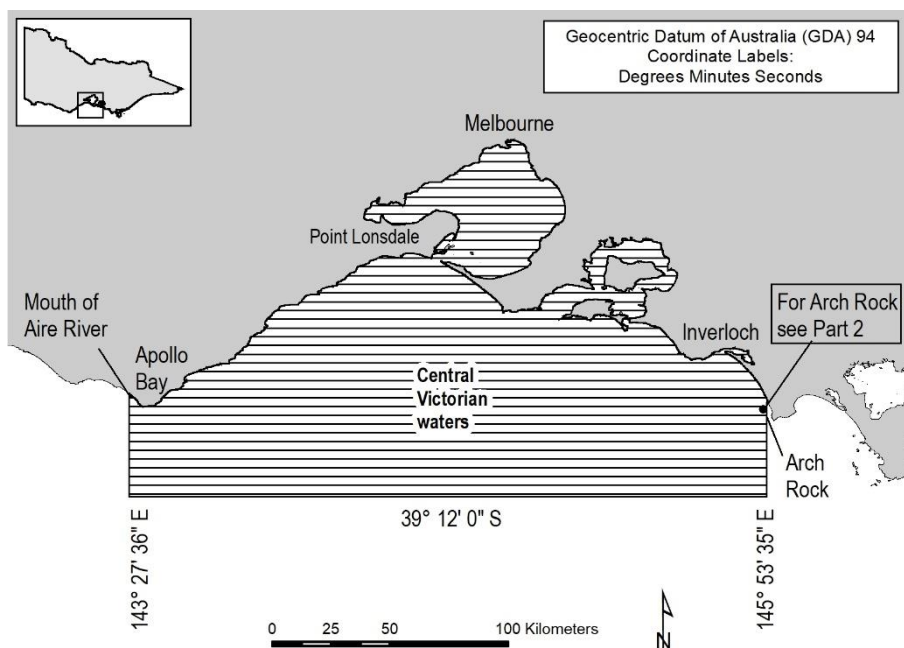 Geocentric Datum of Australia (GDA) 94
Coordinate Labels:
Degrees Minutes Seconds
Melbourne
Point Lonsdale
Mouth of
Aire River
Apollo
Bay
For Arch Rock
see Part 2
Inverloch
Central
Victorian
waters
Arch
Rock
39° 12' 0" S
143° 27' 36" E
145° 53' 35" E
0 25 50 100 Kilometers
N